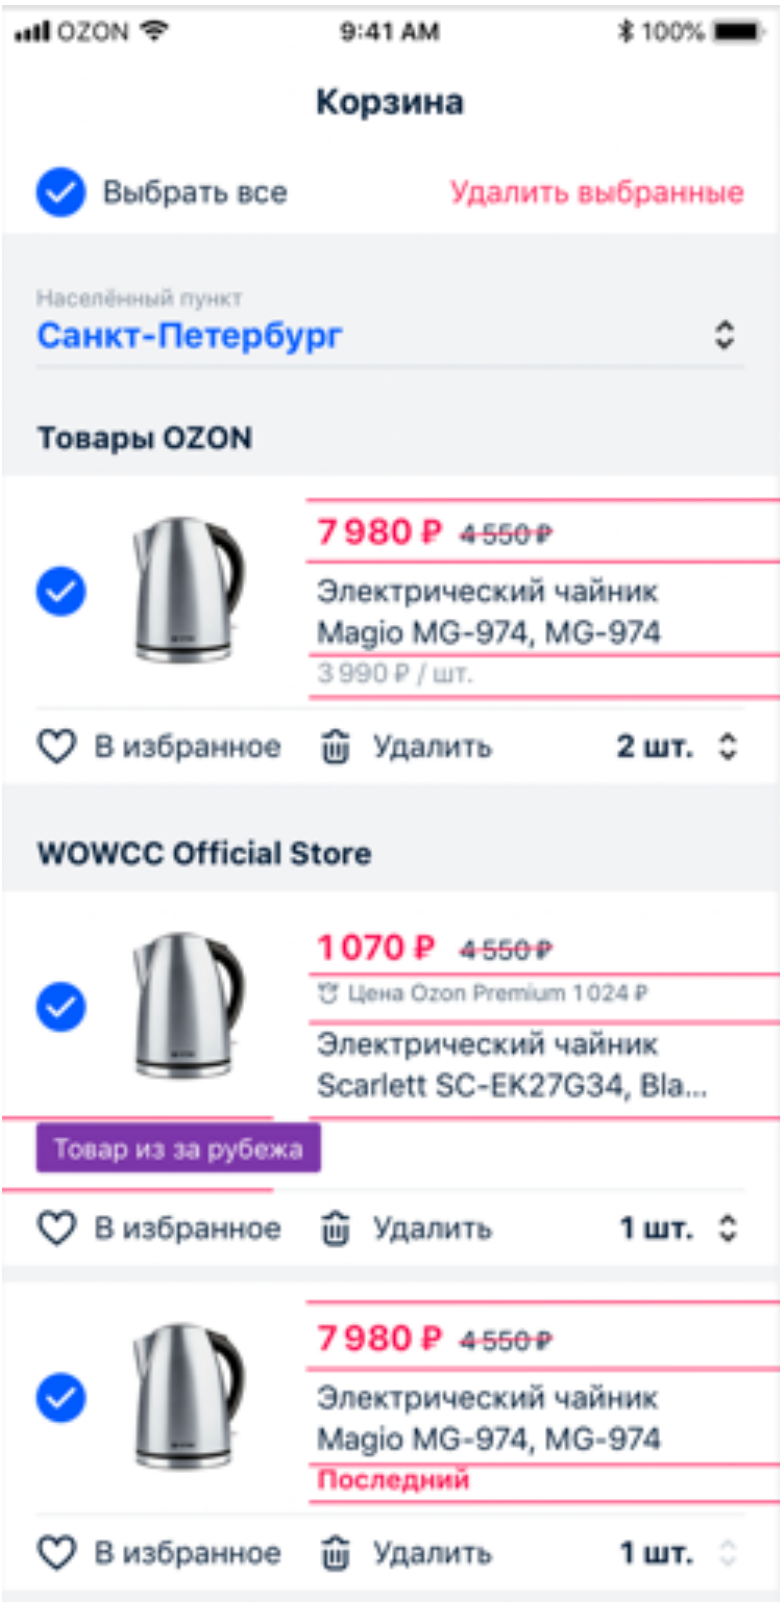 OZON 9:41 AM 100%
Корзина
Выбрать все Удалить выбранные
Населённый пункт
Санкт-Петербург
Товары OZON
7 980 ₽ 4 550 ₽
Электрический чайник
Magio MG-974, MG-974
3 990 ₽ / шт.
В избранное Удалить 2 шт.
WOWCC Official Store
1 070 ₽ 4 550 ₽
Цена Ozon Premium 1 024 ₽
Электрический чайник
Scarlett SC-EK27G34, Bla...
Товар из за рубежа
В избранное Удалить 1 шт.
7 980 ₽ 4 550 ₽
Электрический чайник
Magio MG-974, MG-974
Последний
В избранное Удалить 1 шт.